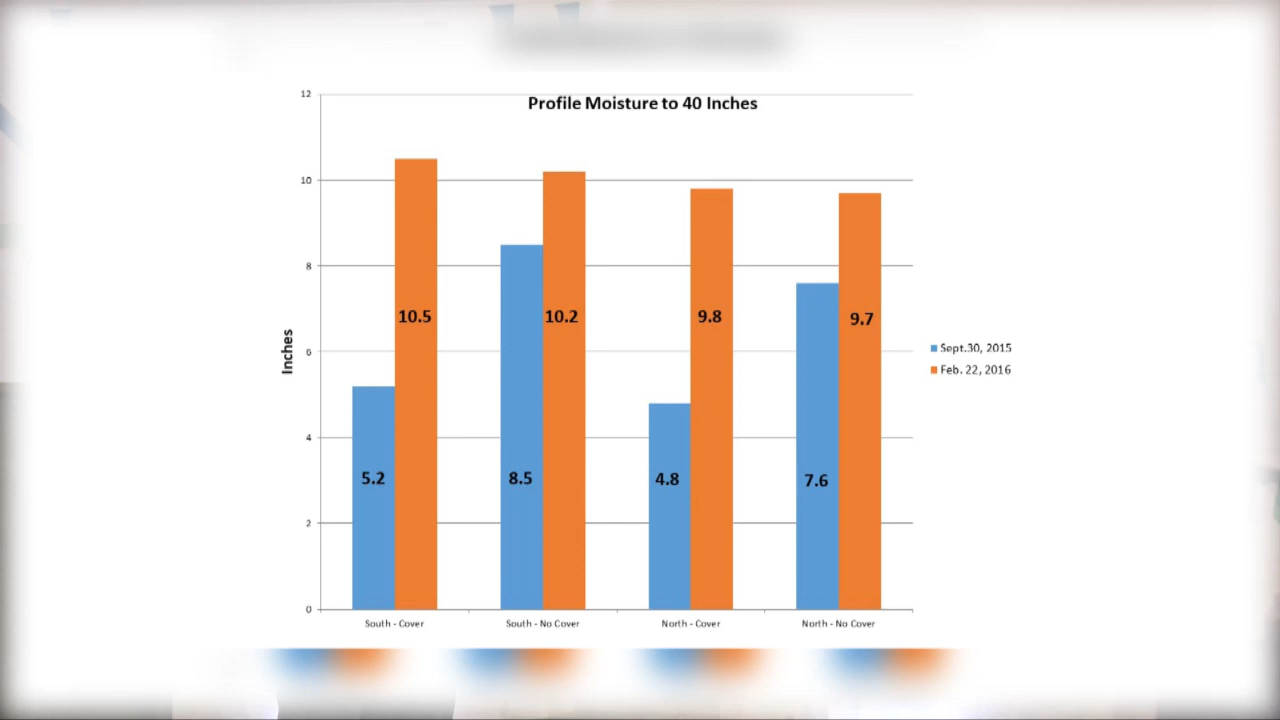 Profile Moisture to 40 Inches
12
10
8
6
4
2
0
Inches
10.5
10.2
9.8
9.7
5.2
8.5
4.8
7.6
Sept.30, 2015
Feb. 22, 2016
South - Cover
South - No Cover
North - Cover
North - No Cover